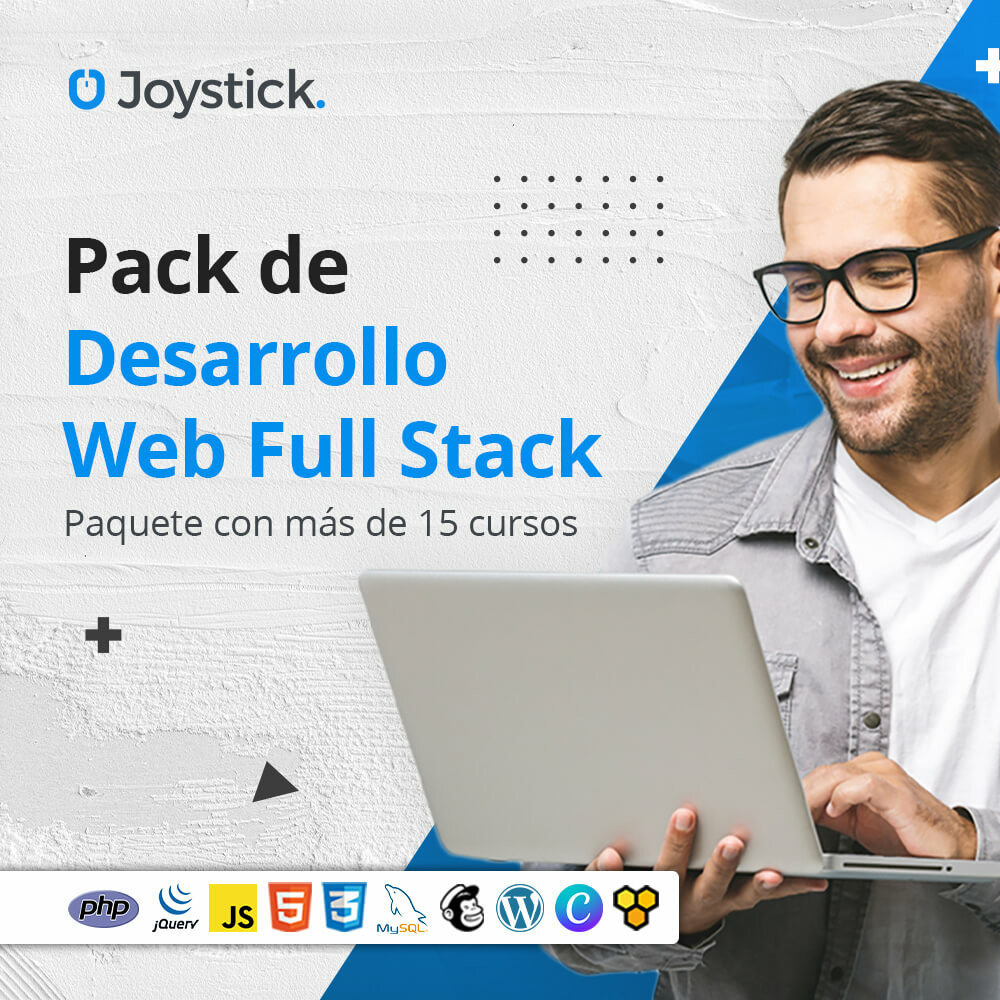 Joystick.
Pack de
Desarrollo
Web Full Stack
Paquete con más de 15 cursos
php
jQuery
JS
5
3
MySQL
W
C